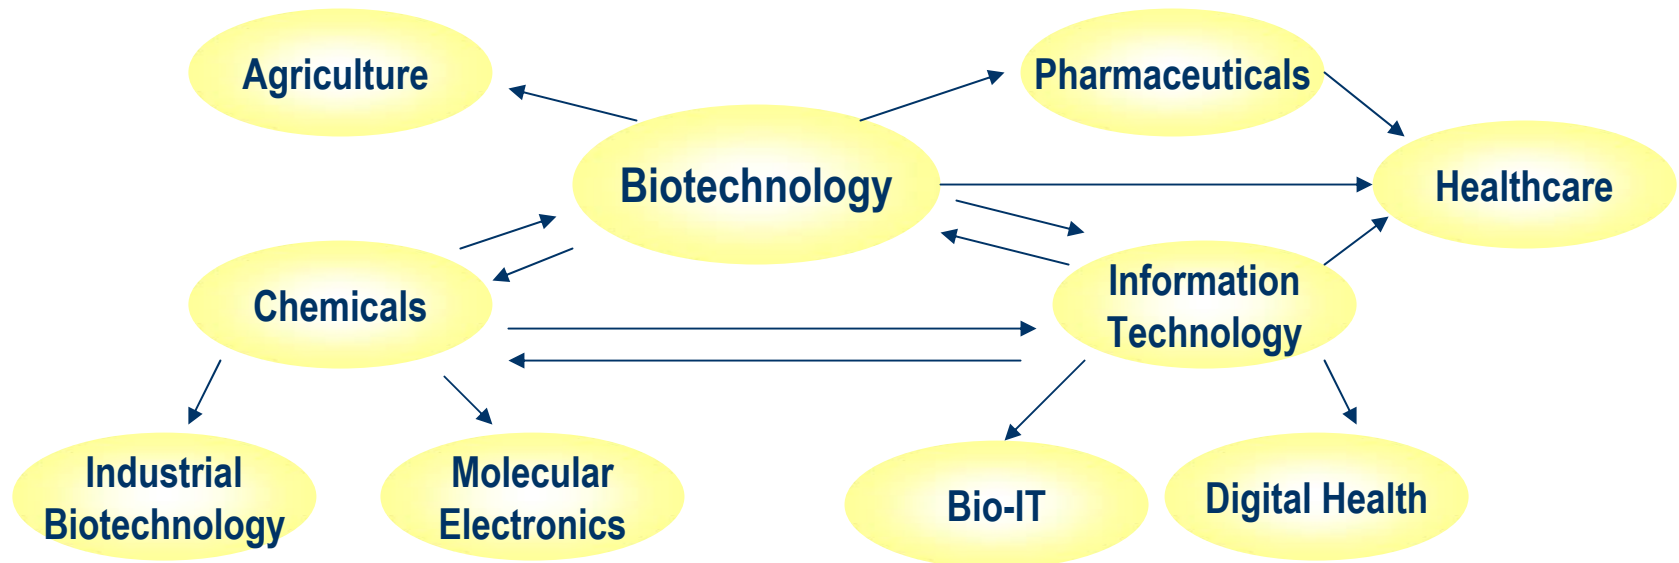 Agriculture
Pharmaceuticals
Biotechnology
Healthcare
Chemicals
Information
Technology
Industrial
Biotechnology
Molecular
Electronics
Bio-IT
Digital Health